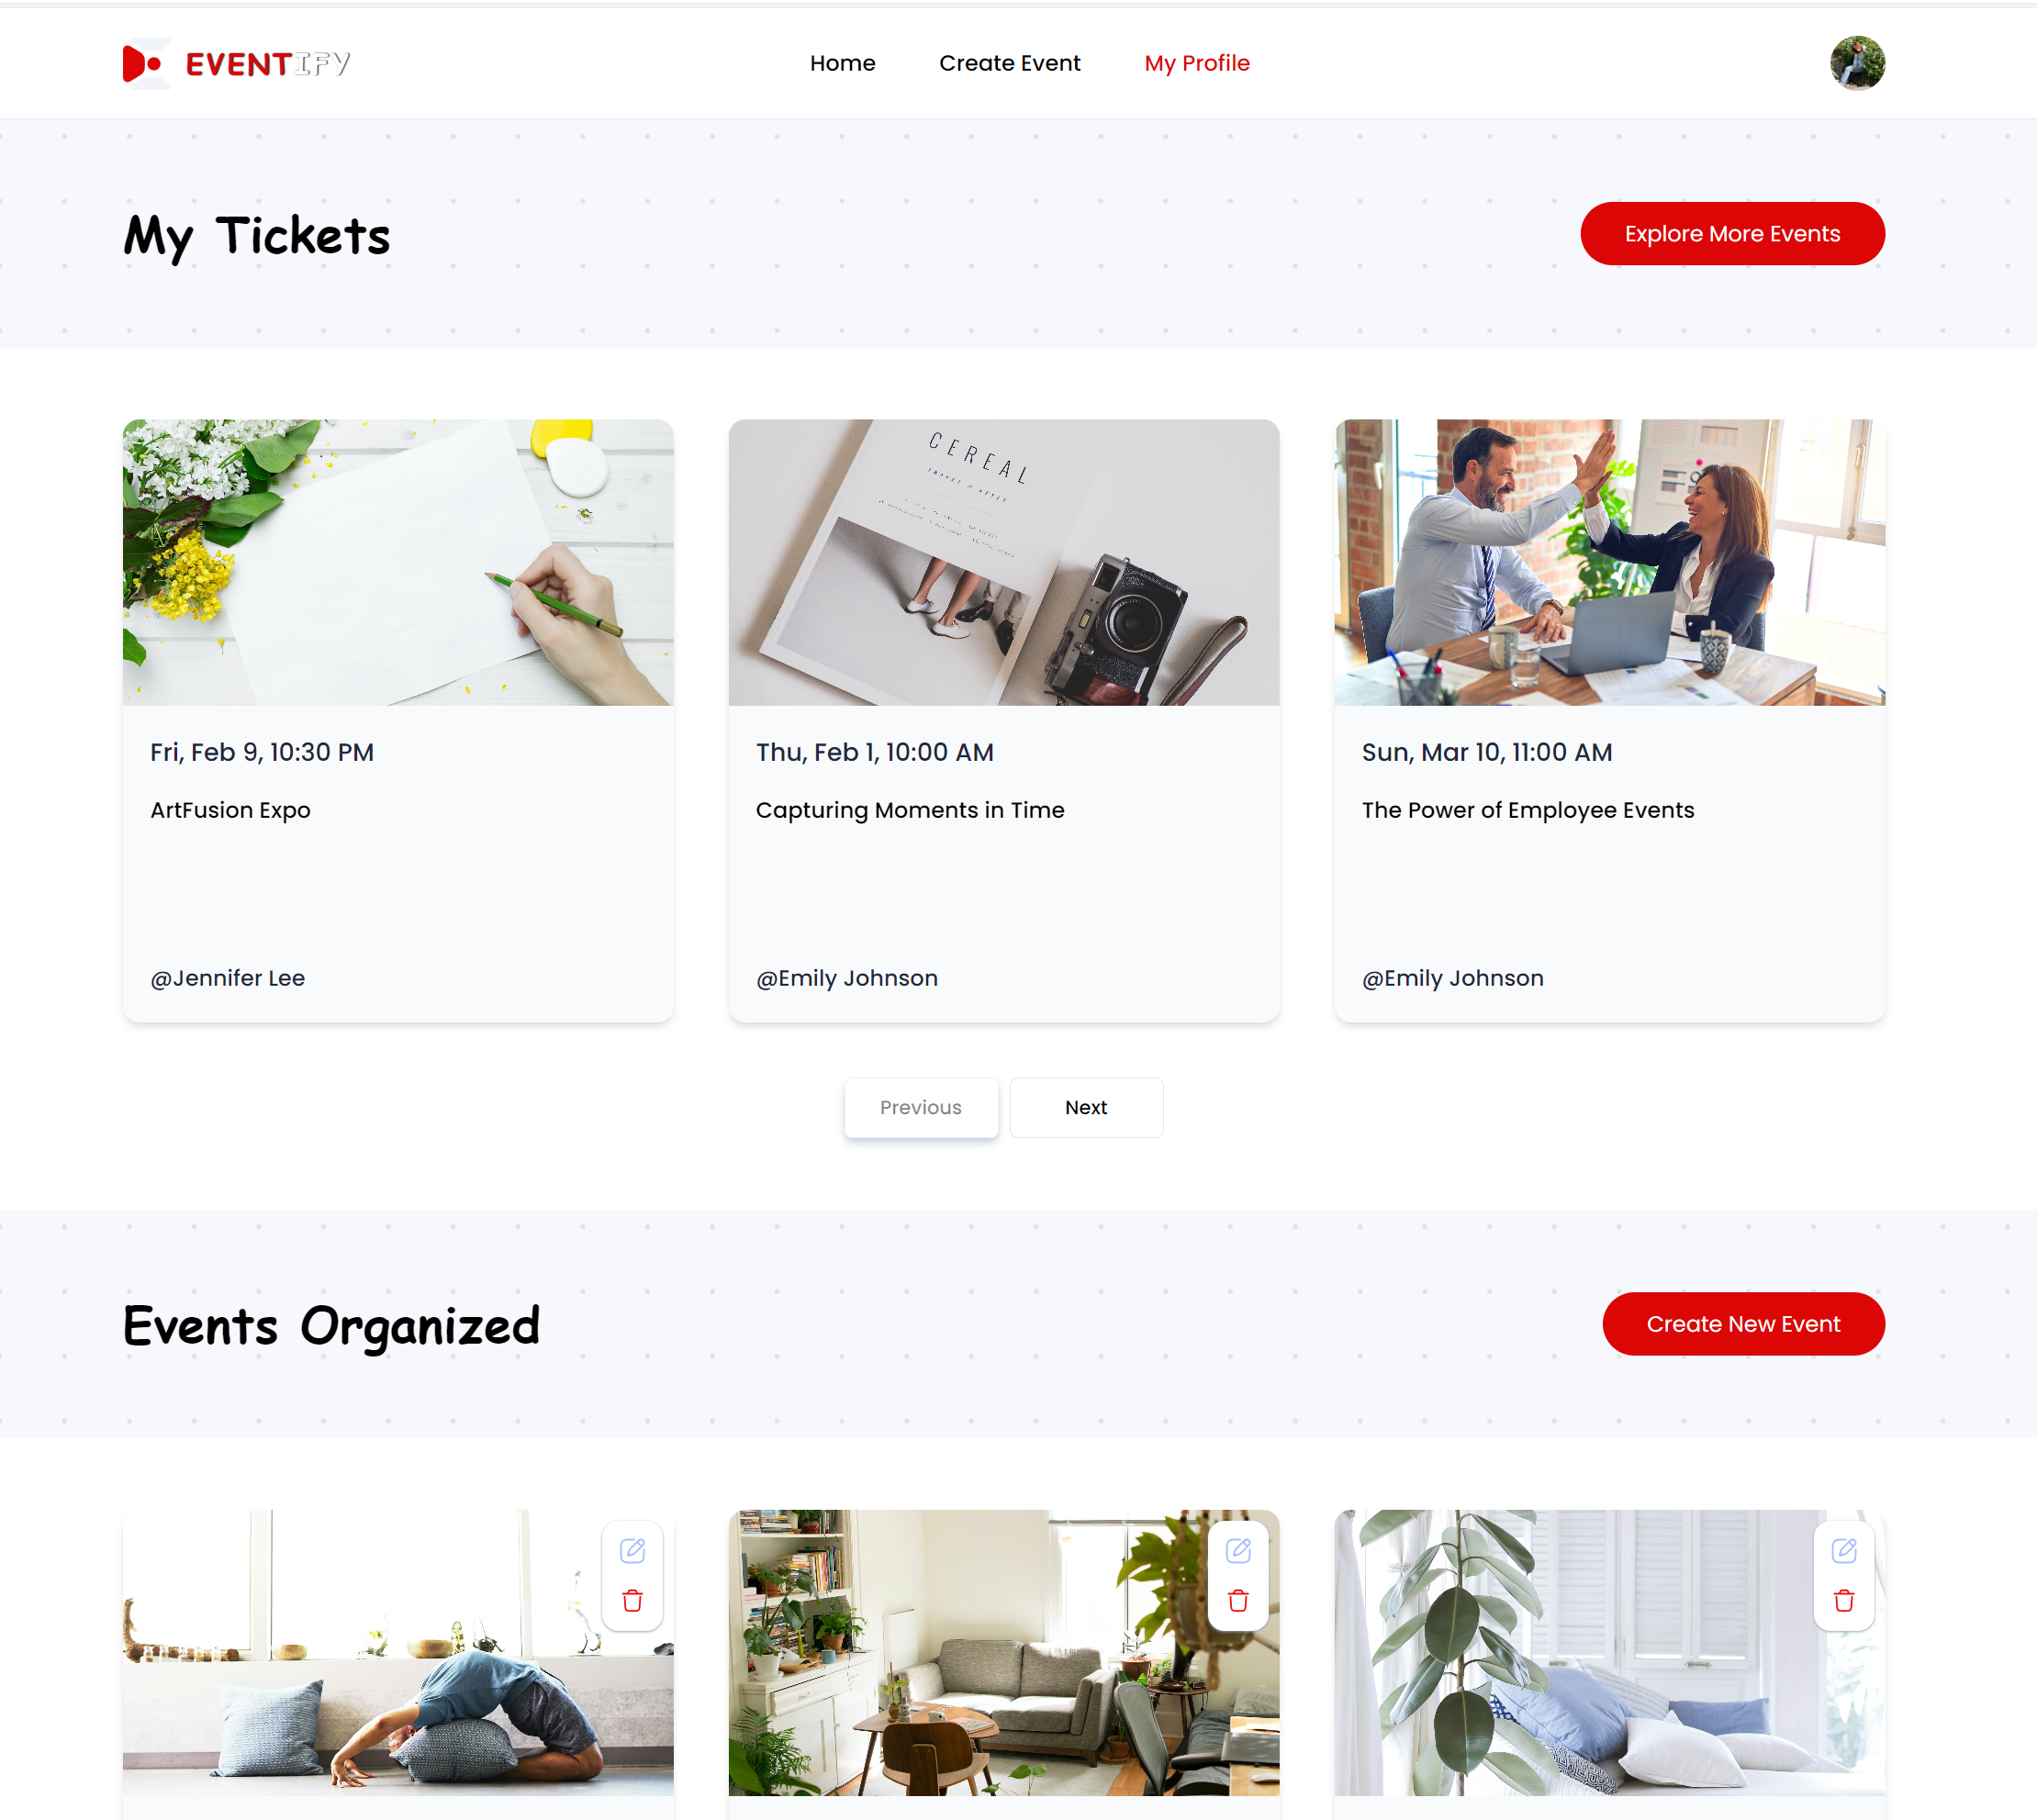 EVENTIFY
Home Create Event My Profile
My Tickets
Explore More Events
CEREAL
TRAVEL & STYLE
Fri, Feb 9, 10:30 PM
ArtFusion Expo
@Jennifer Lee
Thu, Feb 1, 10:00 AM
Capturing Moments in Time
@Emily Johnson
Sun, Mar 10, 11:00 AM
The Power of Employee Events
@Emily Johnson
Previous Next
Events Organized
Create New Event